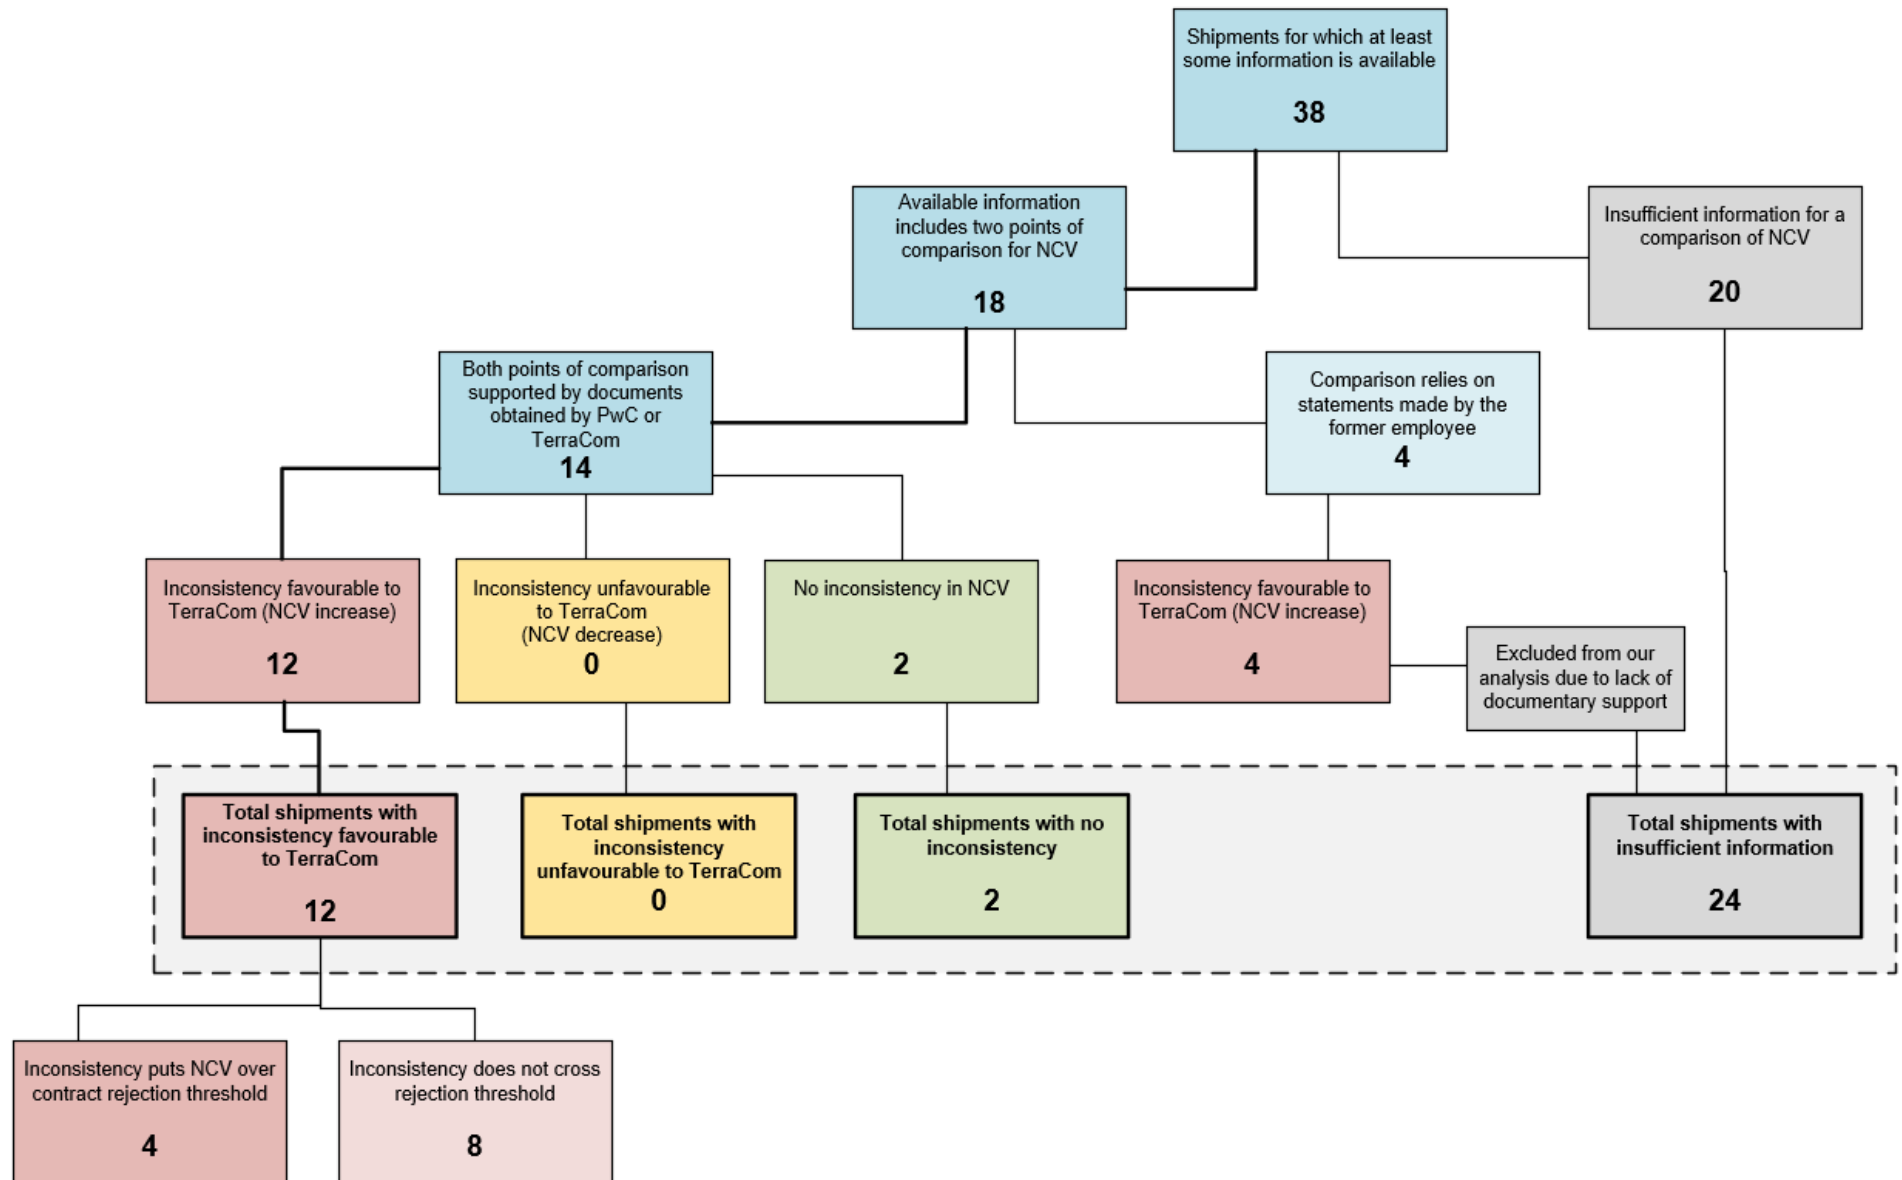 Shipments for which at least
some information is available
38
Available information
includes two points of
comparison for NCV
18
Insufficient information for a
comparison of NCV
20
Both points of comparison
supported by documents
obtained by PwC or
TerraCom
14
Comparison relies on
statements made by the
former employee
4
Inconsistency favourable to
TerraCom (NCV increase)
12
Inconsistency unfavourable
to TerraCom
(NCV decrease)
0
No inconsistency in NCV
2
Inconsistency favourable to
TerraCom (NCV increase)
4
Excluded from our
analysis due to lack of
documentary support
Total shipments with
inconsistency favourable
to TerraCom
12
Total shipments with
inconsistency
unfavourable to TerraCom
0
Total shipments with no
inconsistency
2
Total shipments with
insufficient information
24
Inconsistency puts NCV over
contract rejection threshold
4
Inconsistency does not cross
rejection threshold
8